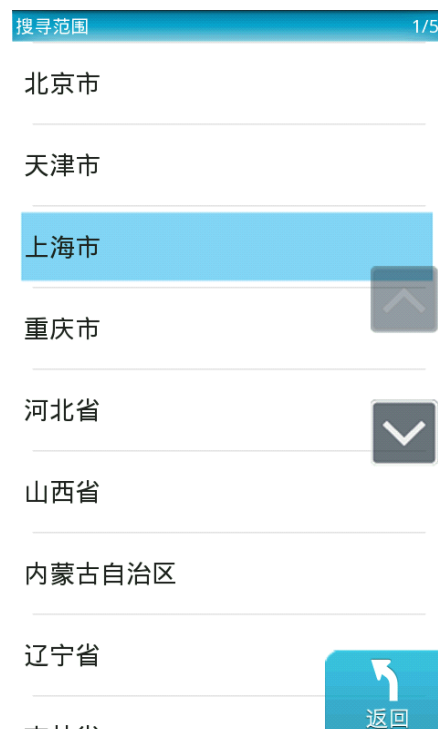 搜寻范围 1/5
北京市
天津市
上海市
重庆市
河北省
山西省
内蒙古自治区
辽宁省
返回